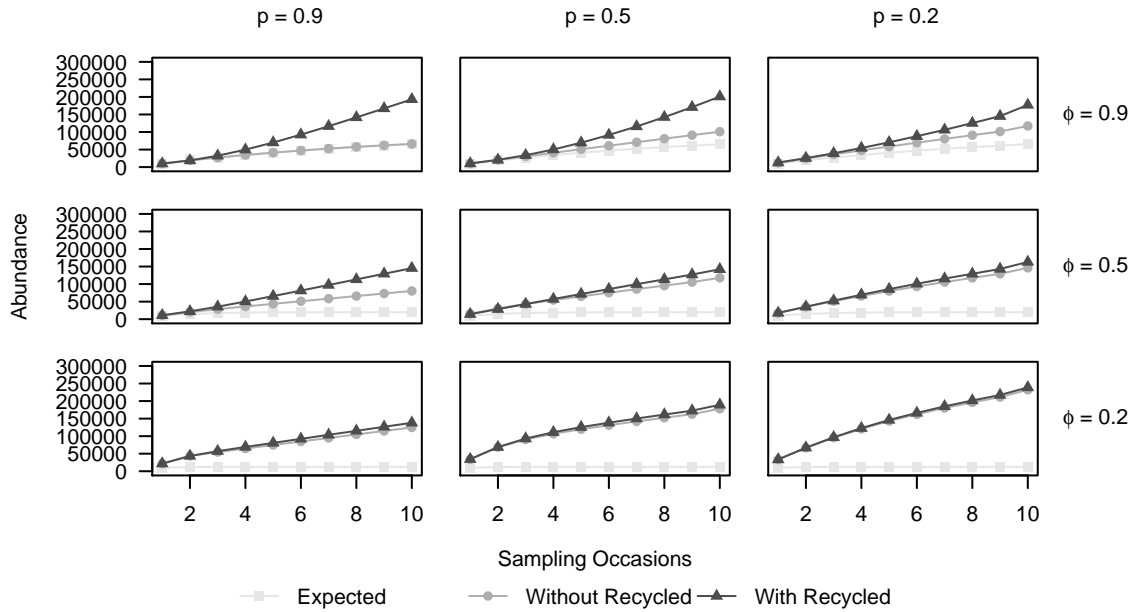 p = 0.9 p = 0.5 p = 0.2
300000
250000
200000
150000
100000
50000
0
ϕ = 0.9
300000
250000
200000
150000
100000
50000
0
ϕ = 0.5
300000
250000
200000
150000
100000
50000
0
ϕ = 0.2
Abundance
2 4 6 8 10 2 4 6 8 10 2 4 6 8 10
Sampling Occasions
Expected Without Recycled With Recycled